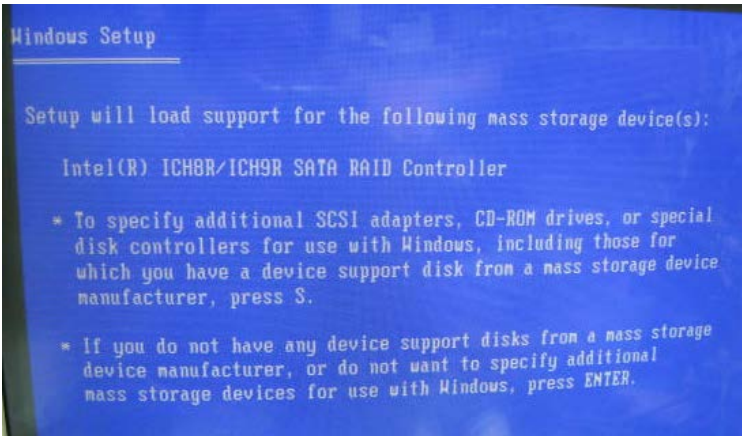 Windows Setup
Setup will load support for the following mass storage device(s):
Intel(R) ICH8R/ICH9R SATA RAID Controller
* To specify additional SCSI adapters, CD-ROM drives, or special
disk controllers for use with Windows, including those for
which you have a device support disk from a mass storage device
manufacturer, press S.
* If you do not have any device support disks from a mass storage
device manufacturer, or do not want to specify additional
mass storage devices for use with Windows, press ENTER.